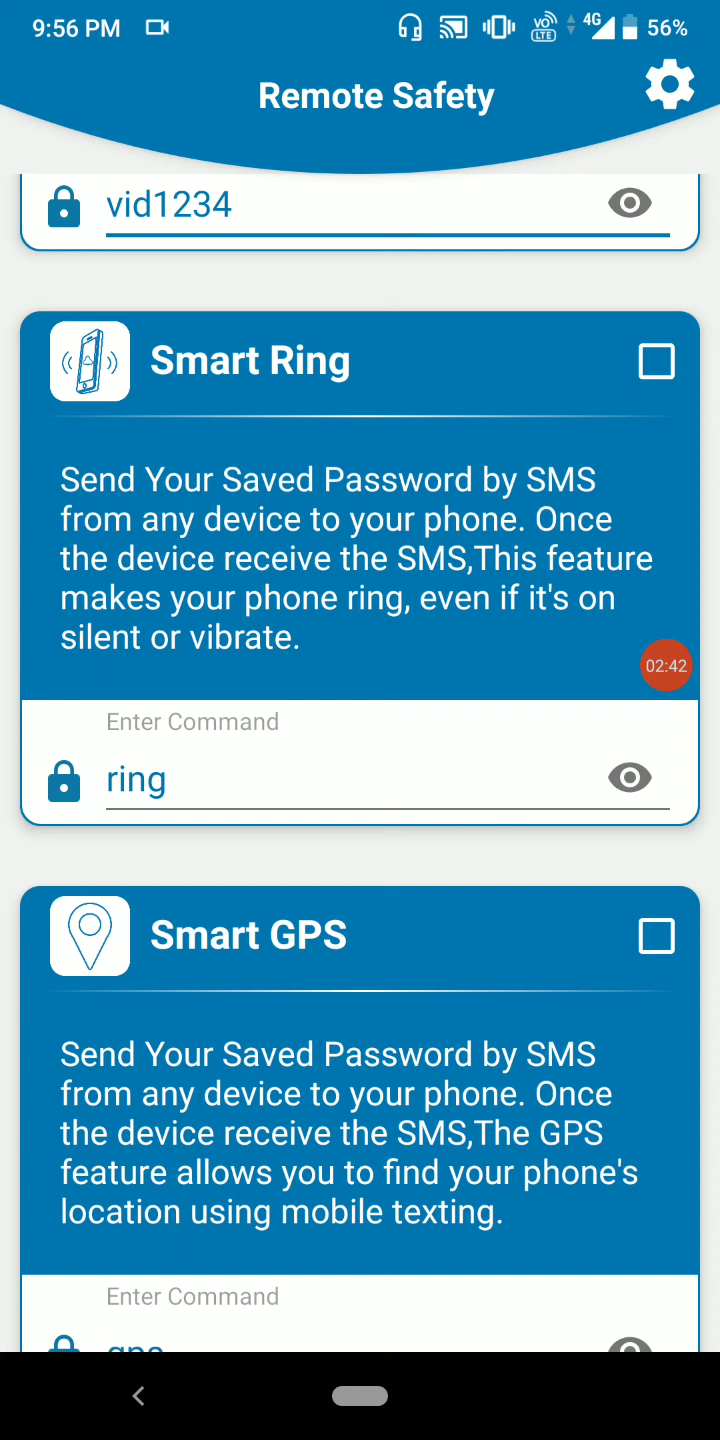 9:56 PM
VO LTE
4G
56%
Remote Safety
vid1234
Smart Ring
Send Your Saved Password by SMS
from any device to your phone. Once
the device receive the SMS,This feature
makes your phone ring, even if it's on
silent or vibrate.
02:42
Enter Command
ring
Smart GPS
Send Your Saved Password by SMS
from any device to your phone. Once
the device receive the SMS,The GPS
feature allows you to find your phone's
location using mobile texting.
Enter Command